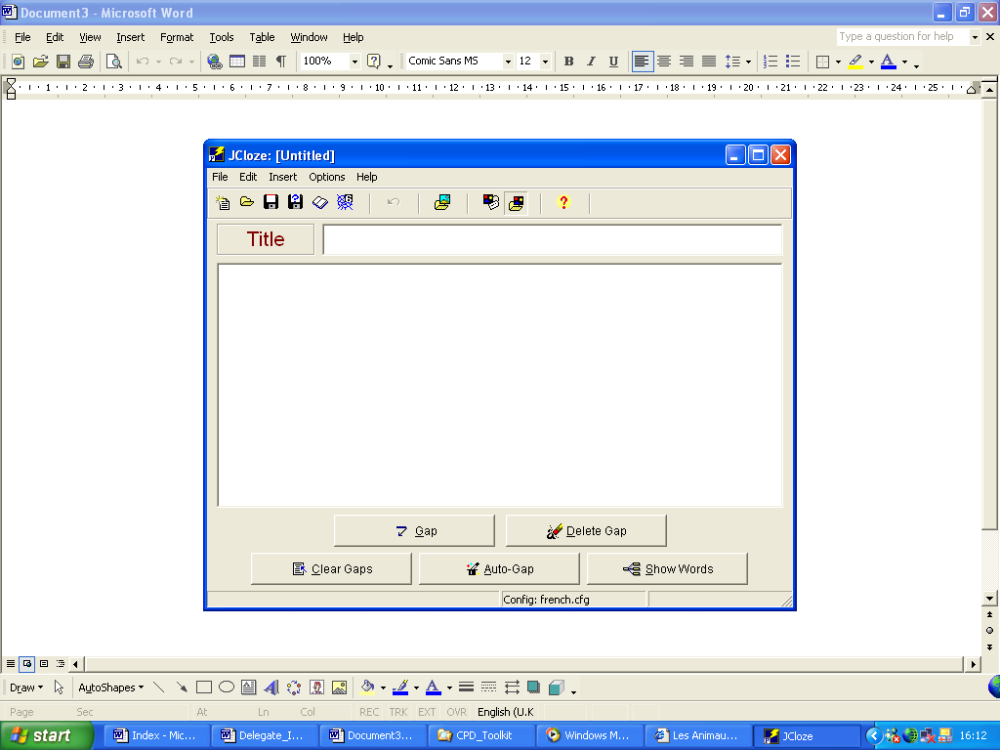 Document3 - Microsoft Word
File Edit View Insert Format Tools Table Window Help Type a question for help
100% Comic Sans MS 12 B I U A
1 2 3 4 5 6 7 8 9 10 11 12 13 14 15 16 17 18 19 20 21 22 23 24 25
JCloze: [Untitled]
File Edit Insert Options Help
Title
Gap Delete Gap
Clear Gaps Auto-Gap Show Words
Config: french.cfg
Draw AutoShapes A
Page Sec At Ln Col REC TRK EXT OVR English (U.K
start Index - Mic... Delegate_I... Document3... CPD_Toolkit Windows M... Les Animau... JCloze 16:12